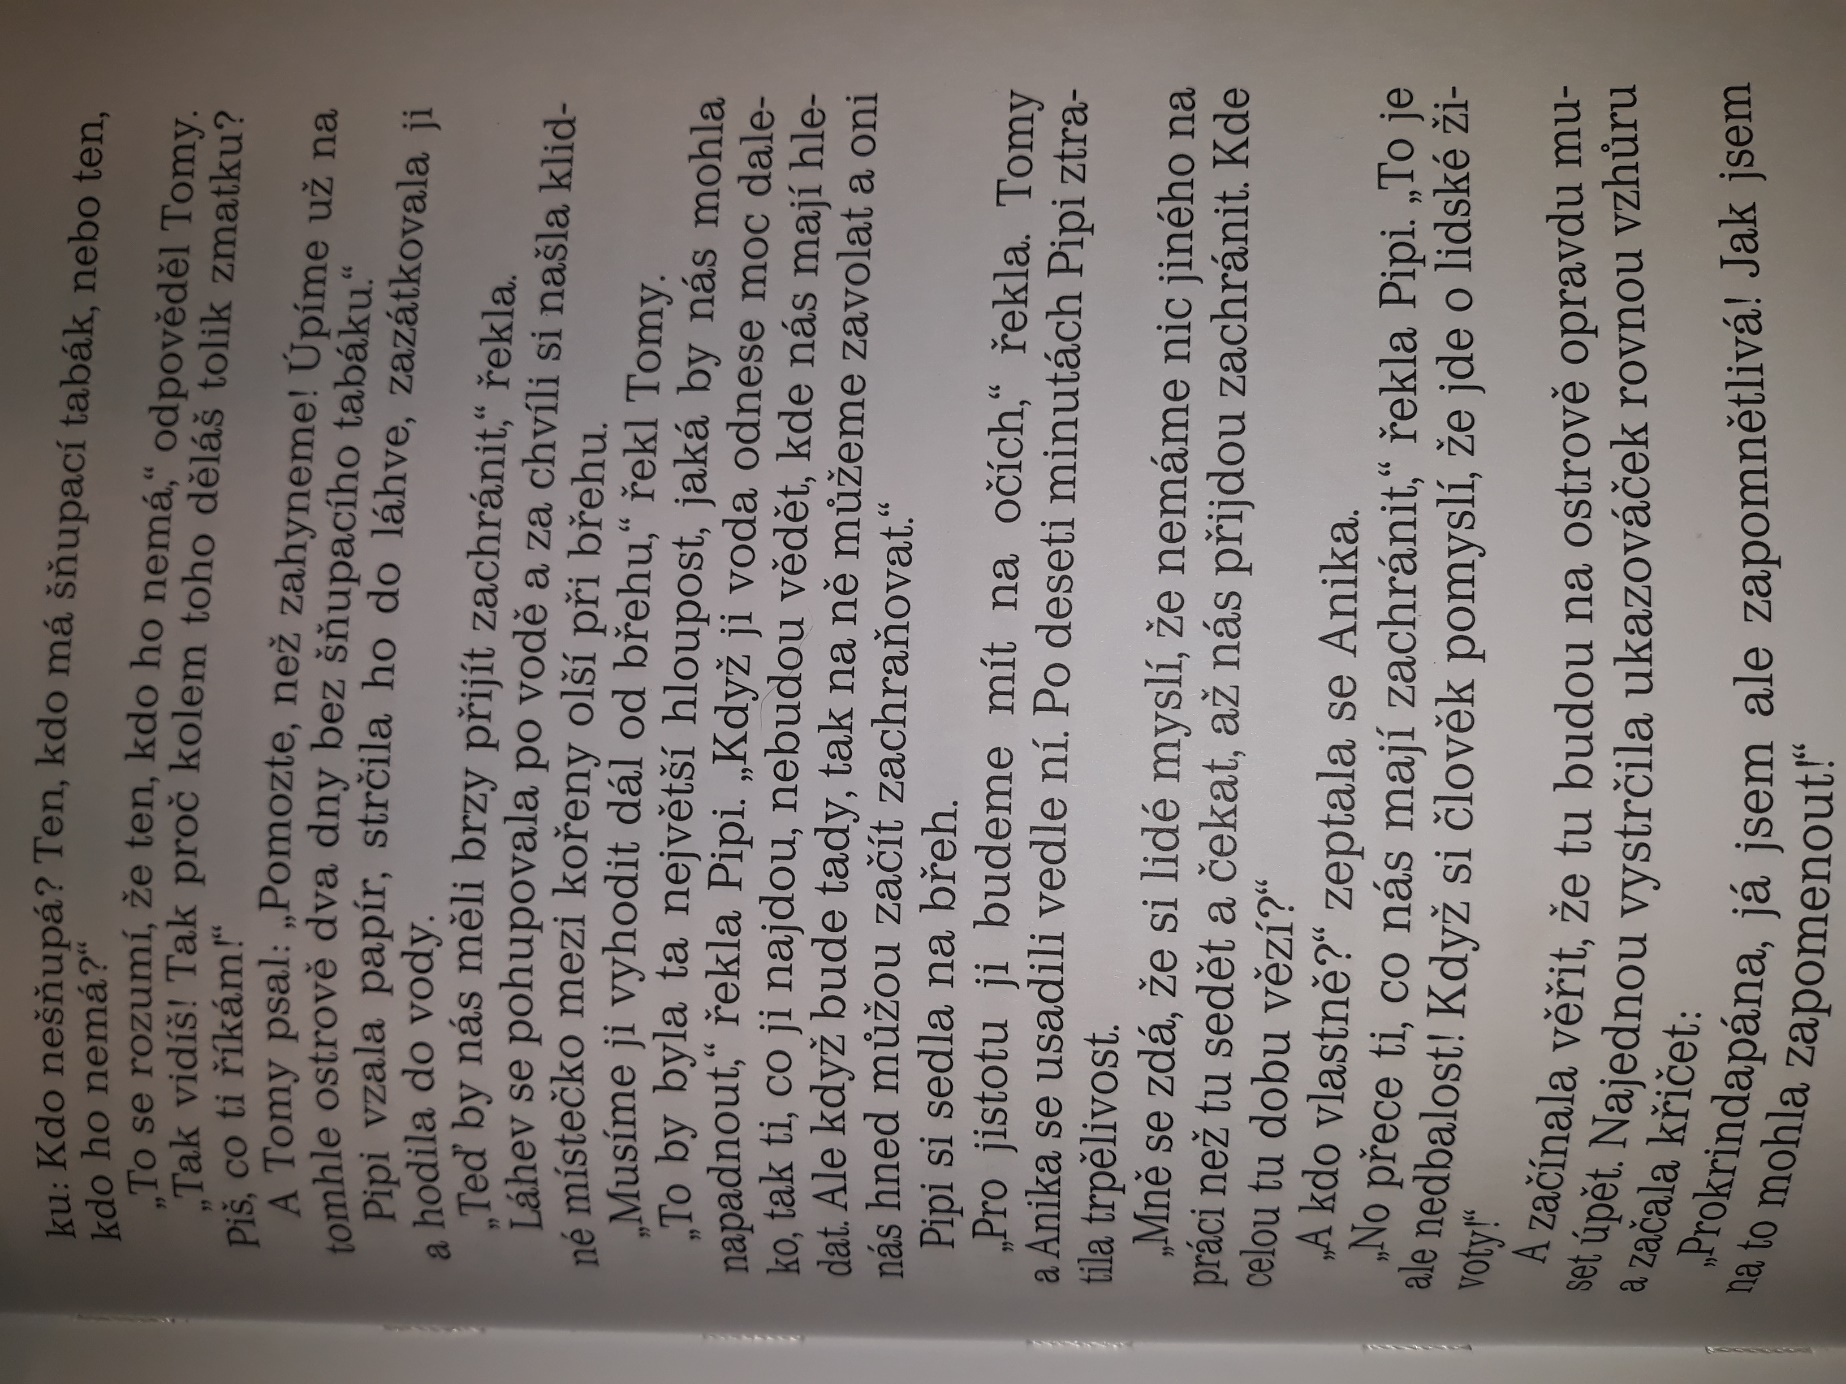 ku: Kdo nešňupá? Ten, kdo má šňupací tabák, nebo ten,
kdo ho nemá?“
„To se rozumí, že ten, kdo ho nemá,“ odpověděl Tomy.
„Tak vidíš! Tak proč kolem toho děláš tolik zmatku?
Piš, co ti říkám!“
A Tomy psal: „Pomozte, než zahyneme! Úpíme už na
tomhle ostrově dva dny bez šňupacího tabáku.“
Pipi vzala papír, strčila ho do láhve, zazátkovala ji
a hodila do vody.
„Teď by nás měli brzy přijít zachránit,“ řekla.
Láhev se pohupovala po vodě a za chvíli si našla klid-
né místečko mezi kořeny olší při břehu.
„Musíme ji vyhodit dál od břehu,“ řekl Tomy.
„To by byla ta největší hloupost, jaká by nás mohla
napadnout,“ řekla Pipi. „Když ji voda odnese moc dale-
ko, tak ti, co ji najdou, nebudou vědět, kde nás mají hle-
dat. Ale když bude tady, tak na ně můžeme zavolat a oni
nás hned můžou začít zachraňovat.“
Pipi si sedla na břeh.
„Pro jistotu ji budeme mít na očích,“ řekla. Tomy
a Anika se usadili vedle ní. Po deseti minutách Pipi ztra-
tila trpělivost.
„Mně se zdá, že si lidé myslí, že nemáme nic jiného na
práci než tu sedět a čekat, až nás přijdou zachránit. Kde
celou tu dobu vězí?“
„A kdo vlastně?“ zeptala se Anika.
„No přece ti, co nás mají zachránit,“ řekla Pipi. „To je
ale nedbalost! Když si člověk pomyslí, že jde o lidské ži-
voty!“
A začínala věřit, že tu budou na ostrově opravdu mu-
set úpět. Najednou vystrčila ukazováček rovnou vzhůru
a začala křičet:
„Prokrindapána, já jsem ale zapomnětlivá! Jak jsem
na to mohla zapomenout!“